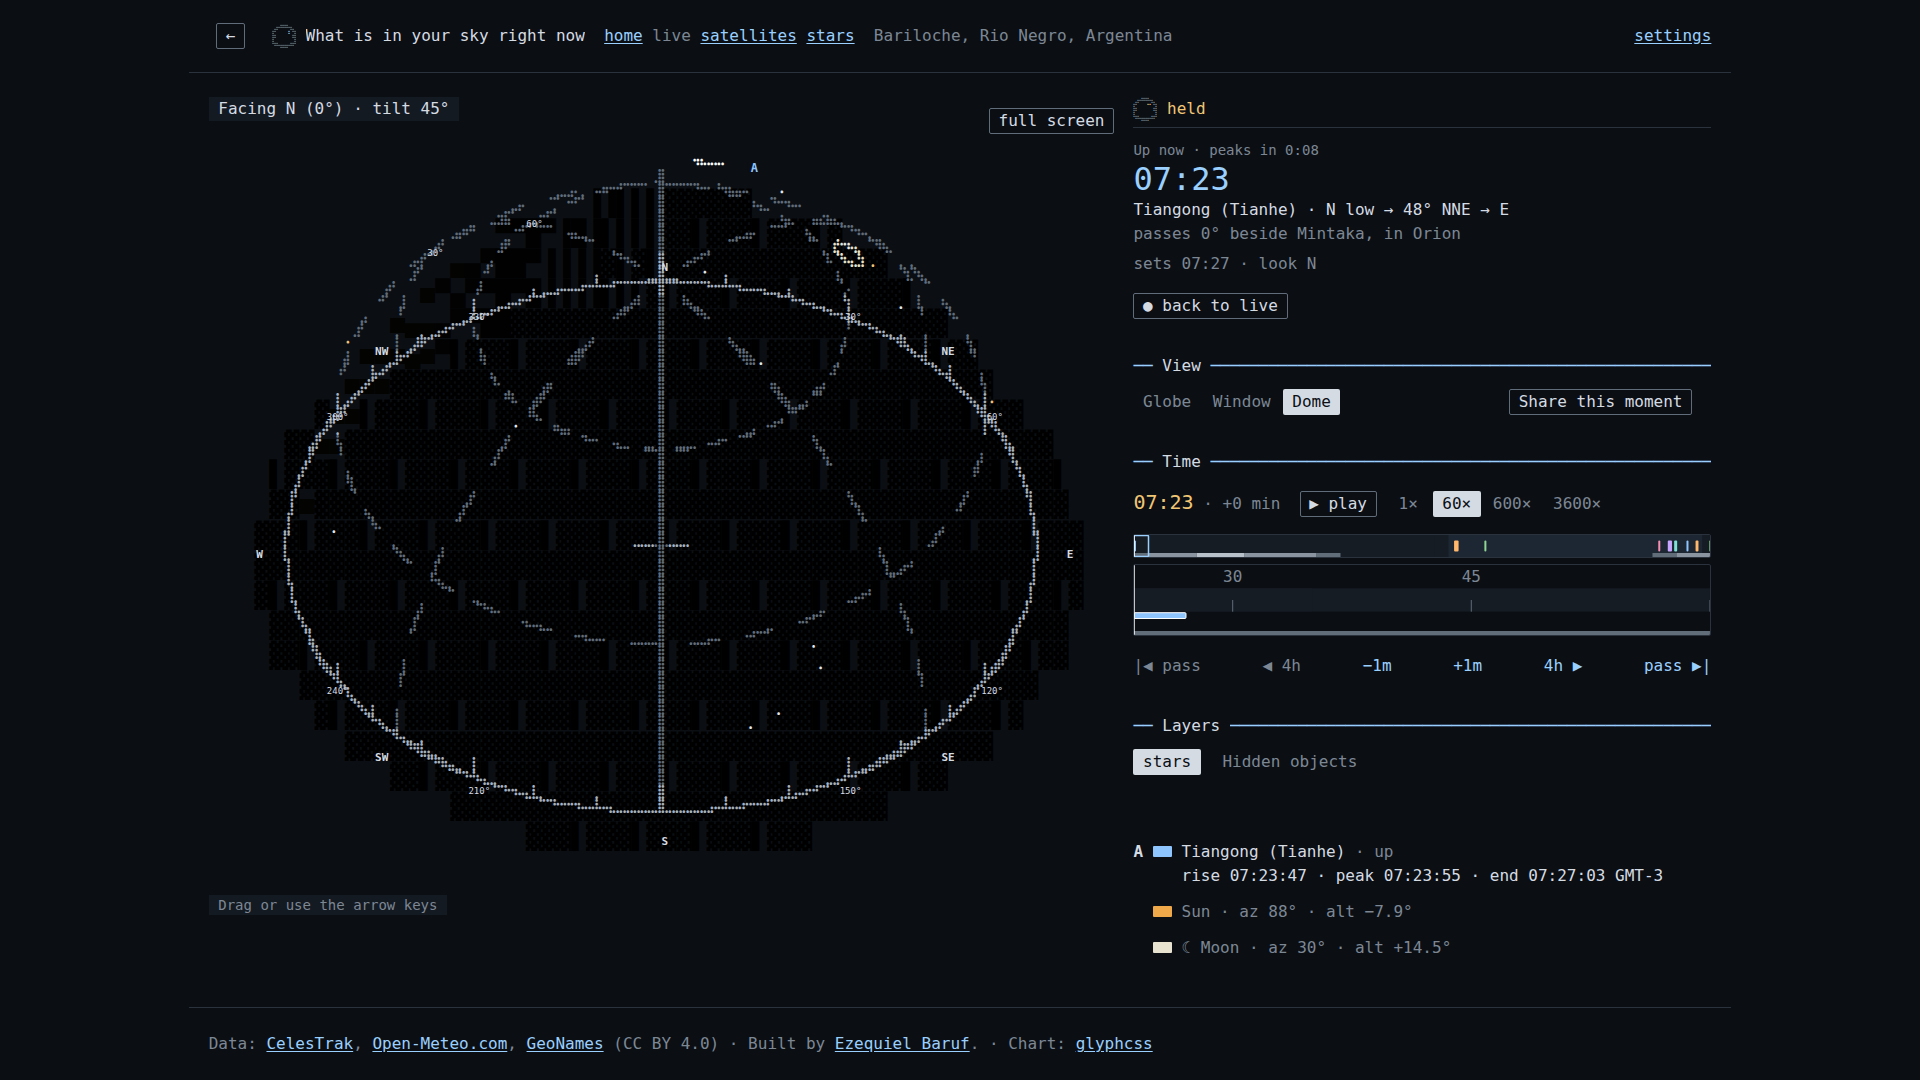 ← What is in your sky right now home live satellites stars Bariloche, Rio Negro, Argentina settings
Facing N (0°) · tilt 45°
full screen
A
60°
30°
N
330°
30°
NW
NE
60°
W
E
240°
120°
SW
SE
210°
150°
S
Drag or use the arrow keys
held
Up now · peaks in 0:08
07:23
Tiangong (Tianhe) · N low → 48° NNE → E
passes 0° beside Mintaka, in Orion
sets 07:27 · look N
● back to live
View
Globe Window Dome Share this moment
Time
07:23 · +0 min ▶ play 1× 60× 600× 3600×
30 45
|◀ pass ◀ 4h −1m +1m 4h ▶ pass ▶|
Layers
stars Hidden objects
A Tiangong (Tianhe) · up
rise 07:23:47 · peak 07:23:55 · end 07:27:03 GMT-3
Sun · az 88° · alt −7.9°
☾ Moon · az 30° · alt +14.5°
Data: CelesTrak, Open-Meteo.com, GeoNames (CC BY 4.0) · Built by Ezequiel Baruf. · Chart: glyphcss